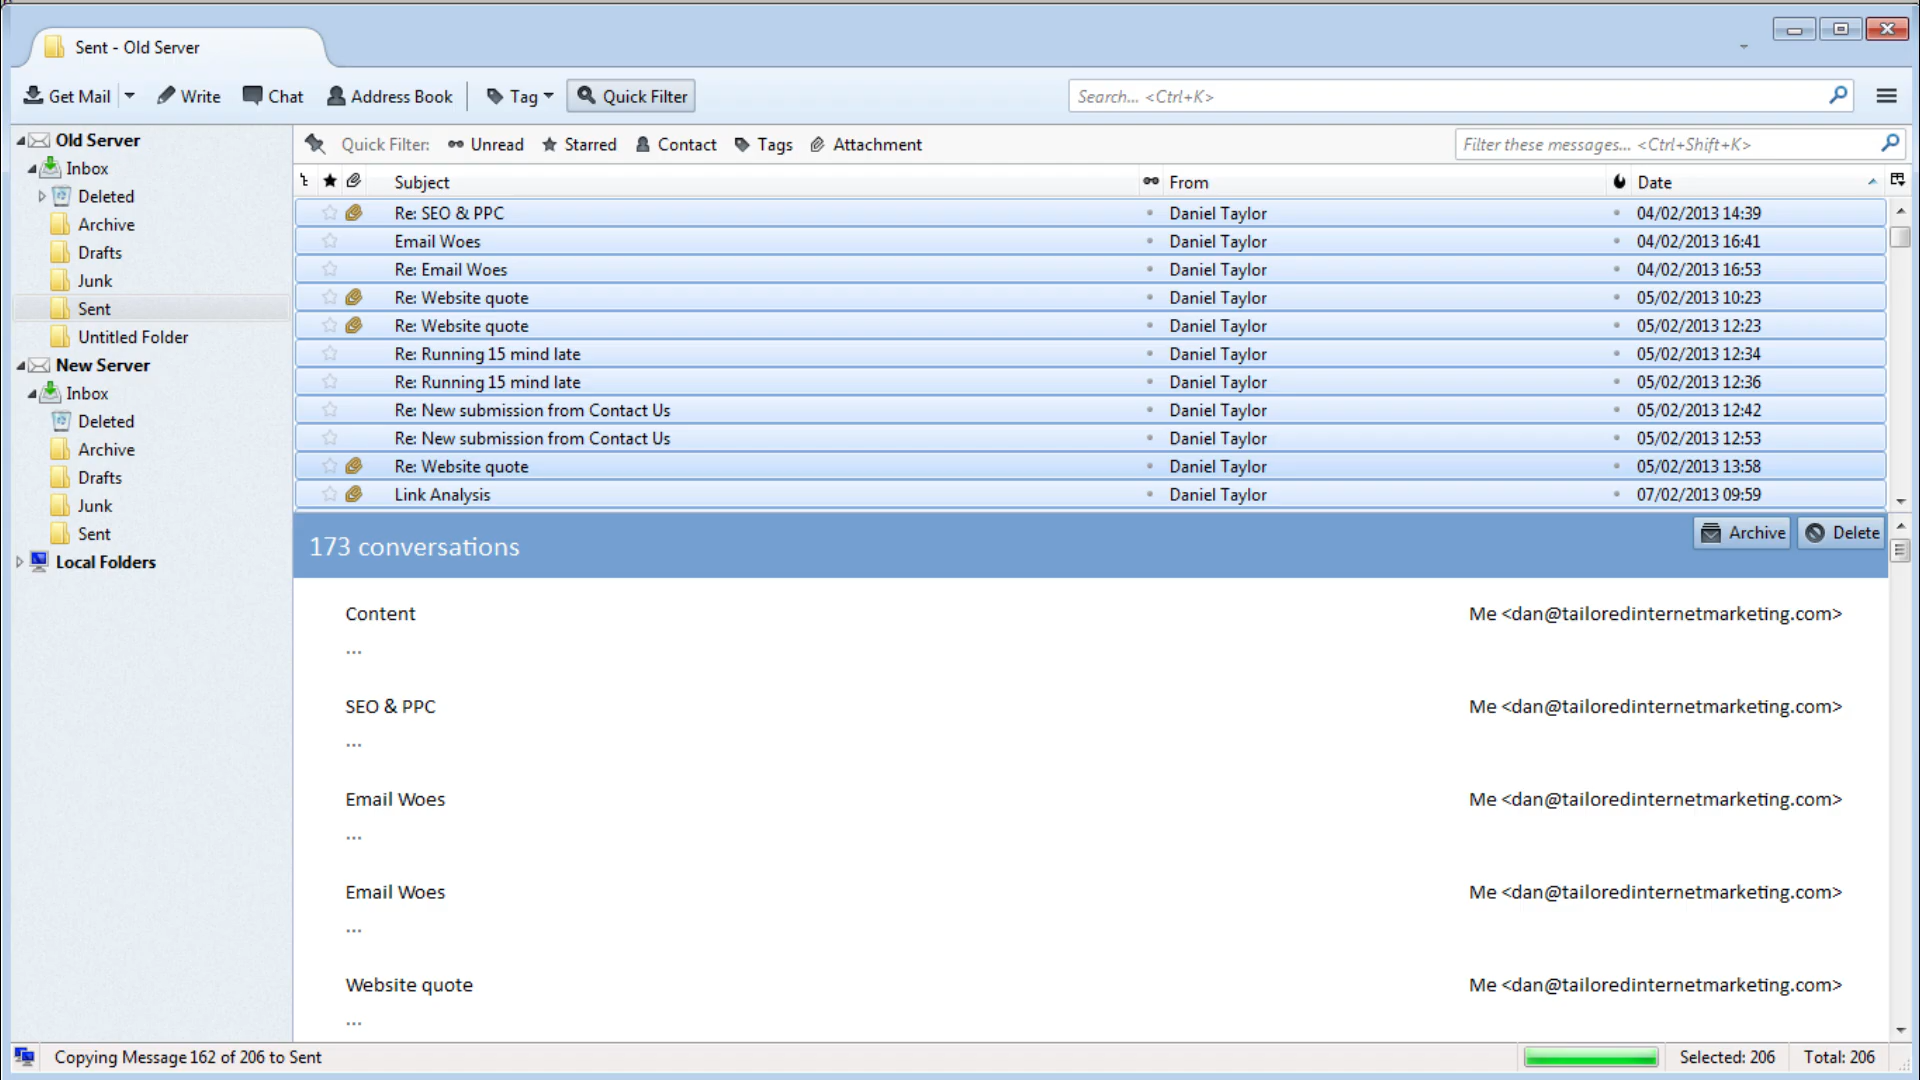 Sent - Old Server
Get Mail Write Chat Address Book Tag Quick Filter Search... <Ctrl+K>
Quick Filter: Unread Starred Contact Tags Attachment Filter these messages... <Ctrl+Shift+K>
Old Server
Inbox
Deleted
Archive
Drafts
Junk
Sent
Untitled Folder
New Server
Inbox
Deleted
Archive
Drafts
Junk
Sent
Local Folders
Subject From Date
Re: SEO & PPC Daniel Taylor 04/02/2013 14:39
Email Woes Daniel Taylor 04/02/2013 16:41
Re: Email Woes Daniel Taylor 04/02/2013 16:53
Re: Website quote Daniel Taylor 05/02/2013 10:23
Re: Website quote Daniel Taylor 05/02/2013 12:23
Re: Running 15 mind late Daniel Taylor 05/02/2013 12:34
Re: Running 15 mind late Daniel Taylor 05/02/2013 12:36
Re: New submission from Contact Us Daniel Taylor 05/02/2013 12:42
Re: New submission from Contact Us Daniel Taylor 05/02/2013 12:53
Re: Website quote Daniel Taylor 05/02/2013 13:58
Link Analysis Daniel Taylor 07/02/2013 09:59
173 conversations Archive Delete
Content Me <dan@tailoredinternetmarketing.com>
...
SEO & PPC Me <dan@tailoredinternetmarketing.com>
...
Email Woes Me <dan@tailoredinternetmarketing.com>
...
Email Woes Me <dan@tailoredinternetmarketing.com>
...
Website quote Me <dan@tailoredinternetmarketing.com>
...
Copying Message 162 of 206 to Sent Selected: 206 Total: 206